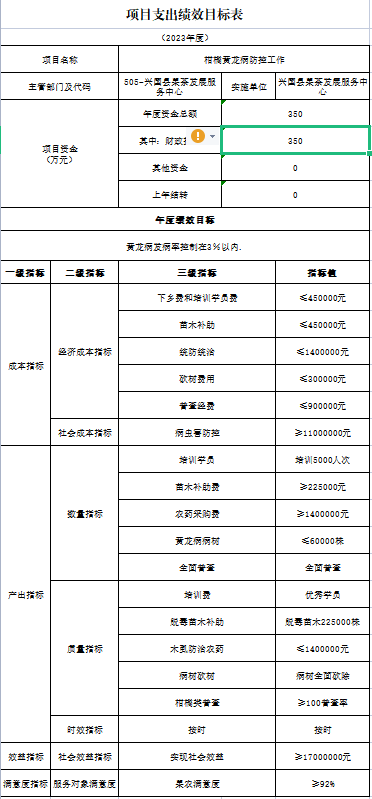 项目支出绩效目标表
（2023年度）
项目名称 柑橘黄龙病防控工作
主管部门及代码 505-兴国县果茶发展服务中心 实施单位 兴国县果茶发展服务中心
项目资金（万元） 年度资金总额 350
其中：财政 350
其他资金 0
上年结转 0
年度绩效目标
黄龙病发病率控制在3％以内.
一级指标 二级指标 三级指标 指标值
成本指标 经济成本指标 下乡费和培训学员费 ≤450000元
苗木补助 ≤450000元
统防统治 ≤1400000元
砍树费用 ≤300000元
普查经费 ≤900000元
社会成本指标 病虫害防控 ≥11000000元
产出指标 数量指标 培训学员 培训5000人次
苗木补助费 ≥225000元
农药采购费 ≥1400000元
黄龙病病树 ≤60000株
全面普查 全面普查
质量指标 培训费 优秀学员
脱毒苗木补助 脱毒苗木225000株
木虱防治农药 ≤1400000元
病树砍树 病树全面砍除
柑橘类普查 ≥100普查率
时效指标 按时 按时
效益指标 社会效益指标 实现社会效益 ≥17000000元
满意度指标 服务对象满意度 果农满意度 ≥92%